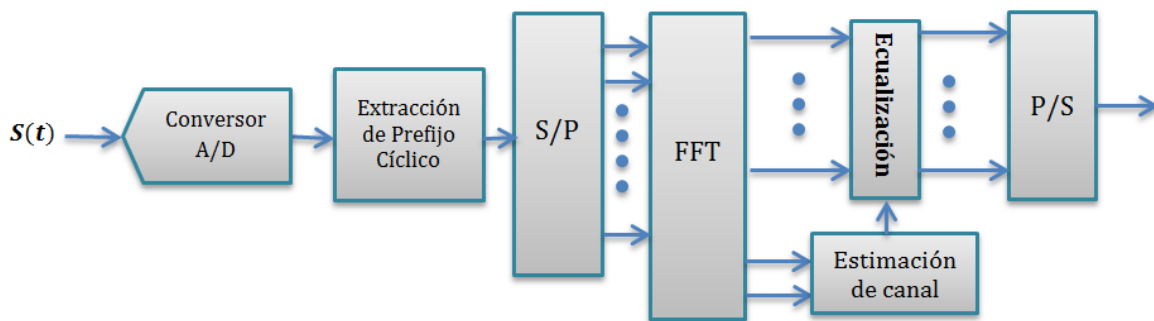 S(t)
Conversor
A/D
Extracción
de Prefijo
Cíclico
S/P
FFT
Ecualización
Estimación
de canal
P/S